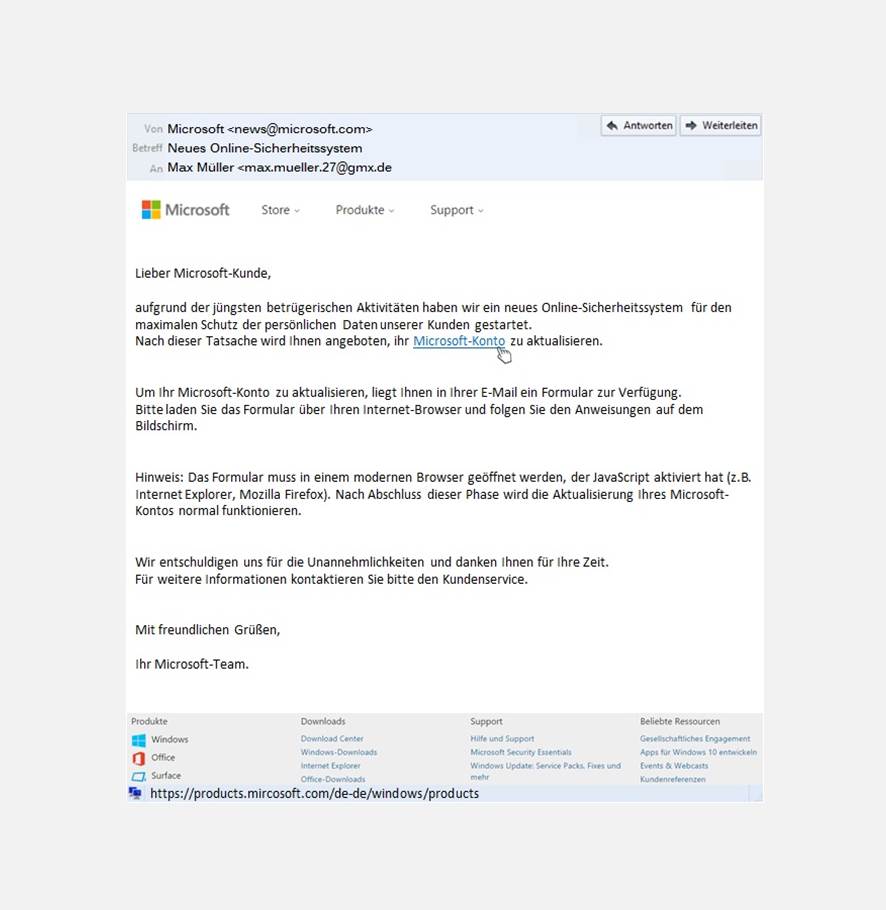 Von Microsoft <news@microsoft.com>
Antworten Weiterleiten
Betreff Neues Online-Sicherheitssystem
An Max Müller <max.mueller.27@gmx.de
Microsoft Store Produkte Support
Lieber Microsoft-Kunde,
aufgrund der jüngsten betrügerischen Aktivitäten haben wir ein neues Online-Sicherheitssystem für den
maximalen Schutz der persönlichen Daten unserer Kunden gestartet.
Nach dieser Tatsache wird Ihnen angeboten, ihr Microsoft-Konto zu aktualisieren.
Um Ihr Microsoft-Konto zu aktualisieren, liegt Ihnen in Ihrer E-Mail ein Formular zur Verfügung.
Bitte laden Sie das Formular über Ihren Internet-Browser und folgen Sie den Anweisungen auf dem
Bildschirm.
Hinweis: Das Formular muss in einem modernen Browser geöffnet werden, der JavaScript aktiviert hat (z.B.
Internet Explorer, Mozilla Firefox). Nach Abschluss dieser Phase wird die Aktualisierung Ihres Microsoft-
Kontos normal funktionieren.
Wir entschuldigen uns für die Unannehmlichkeiten und danken Ihnen für Ihre Zeit.
Für weitere Informationen kontaktieren Sie bitte den Kundenservice.
Mit freundlichen Grüßen,
Ihr Microsoft-Team.
Produkte
Windows
Office
Surface
Downloads
Download Center
Windows-Downloads
Internet Explorer
Office-Downloads
Support
Hilfe und Support
Microsoft Security Essentials
Windows Update: Service Packs, Fixes und
mehr
Beliebte Ressourcen
Gesellschaftliches Engagement
Apps für Windows 10 entwickeln
Events & Webcasts
Kundenreferenzen
https://products.mircosoft.com/de-de/windows/products